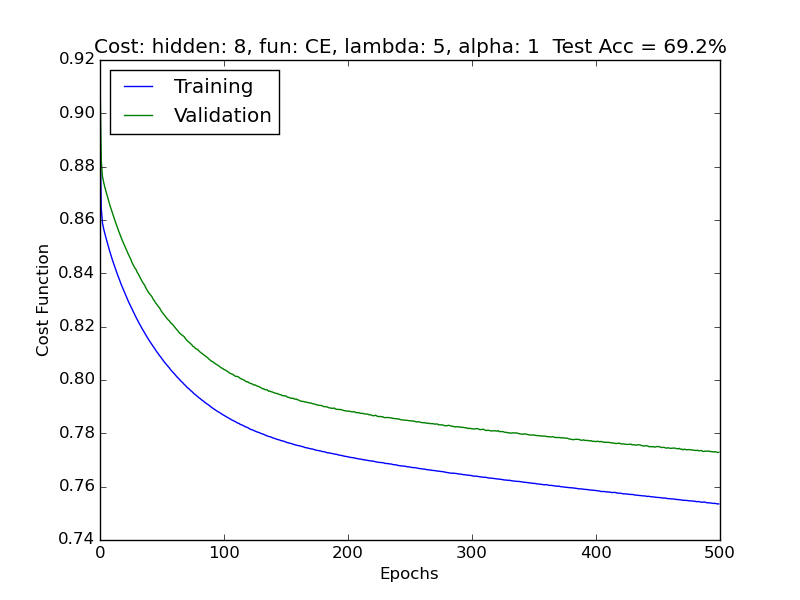 Cost: hidden: 8, fun: CE, lambda: 5, alpha: 1  Test Acc = 69.2%
Training
Validation
0.92
0.90
0.88
0.86
0.84
0.82
0.80
0.78
0.76
0.74
Cost Function
0 100 200 300 400 500
Epochs